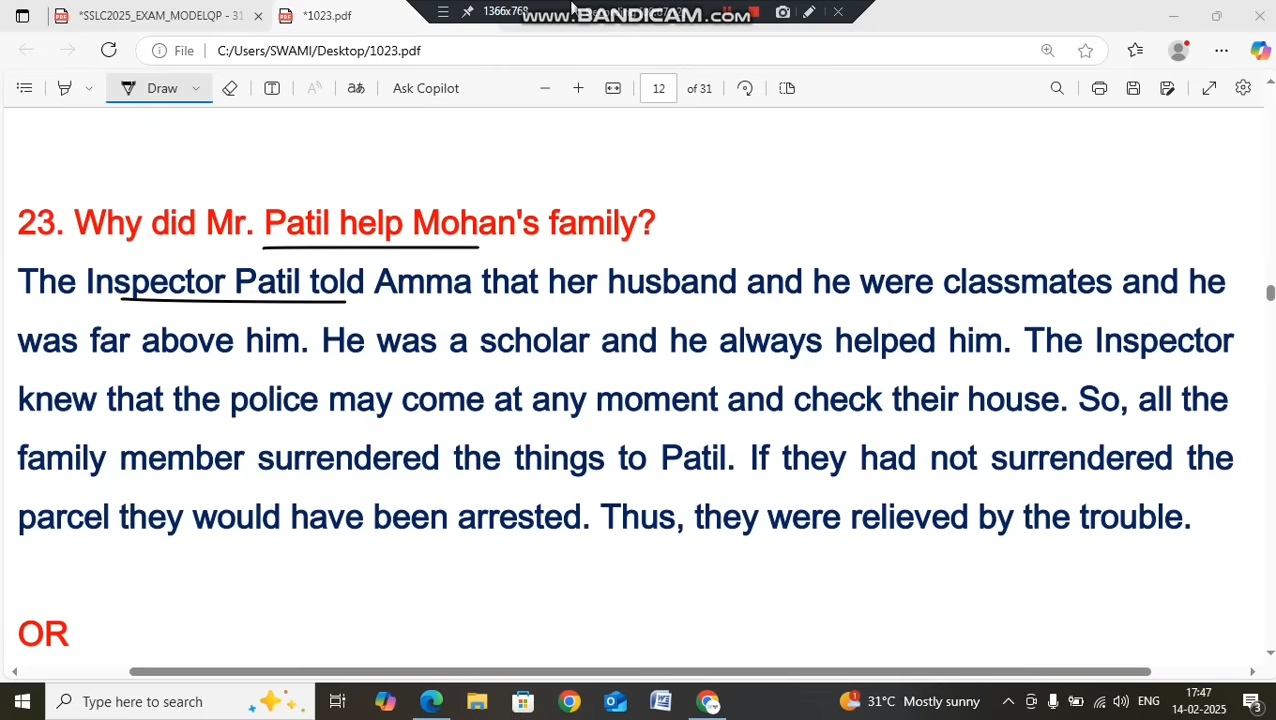 *SSLC2025_EXAM_MODELQP - 31
*1023.pdf
1366x768
www.BANDICAM.com
File
C:/Users/SWAMI/Desktop/1023.pdf
Draw
aあ
Ask Copilot
12
of 31
23. Why did Mr. Patil help Mohan's family?
The Inspector Patil told Amma that her husband and he were classmates and he
was far above him. He was a scholar and he always helped him. The Inspector
knew that the police may come at any moment and check their house. So, all the
family member surrendered the things to Patil. If they had not surrendered the
parcel they would have been arrested. Thus, they were relieved by the trouble.
OR
Type here to search
1
31°C Mostly sunny
ENG
17:47
14-02-2025
3